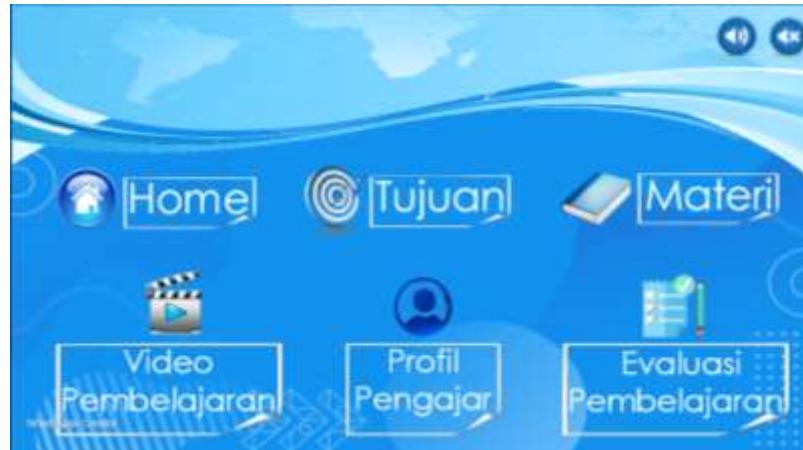 Home
Tujuan
Materi
Video
Pembelajaran
Profil
Pengajar
Evaluasi
Pembelajaran